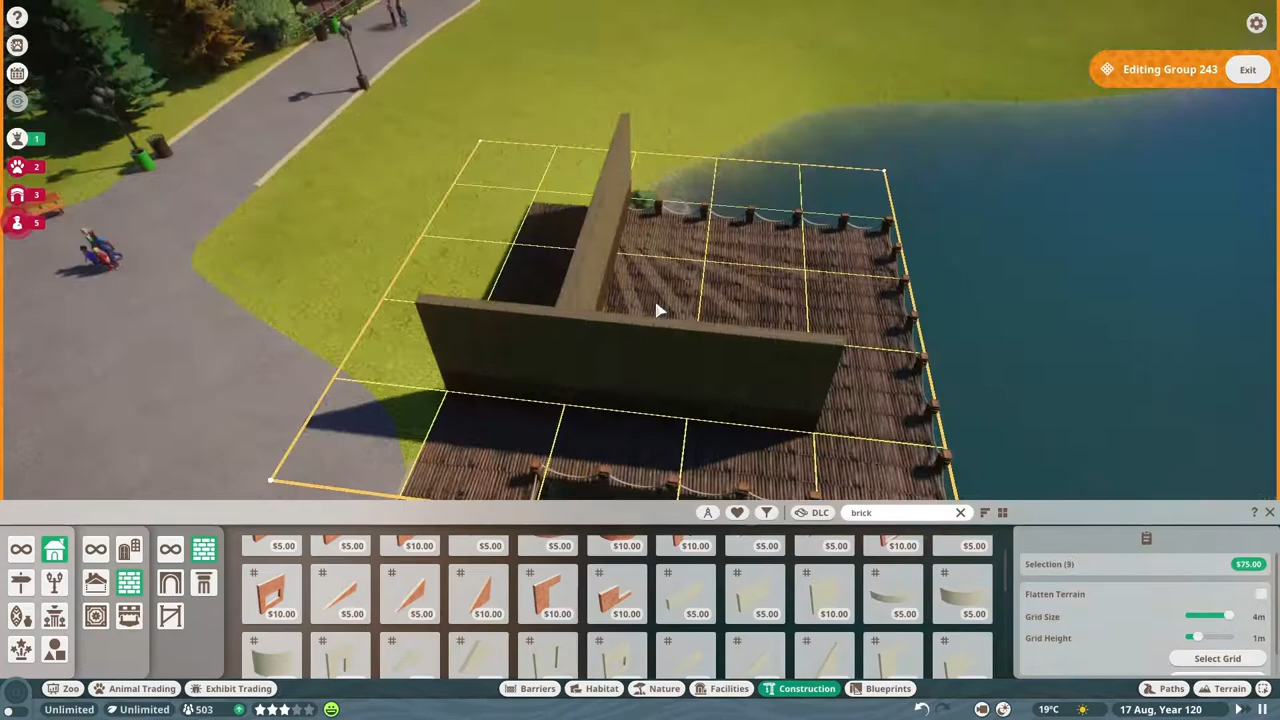 ?
Editing Group 243 Exit
1
2
3
5
DLC brick
?
$5.00 $5.00 $10.00 $5.00 $5.00 $10.00 $10.00 $5.00 $5.00 $10.00 $5.00
$10.00 $5.00 $5.00 $10.00 $10.00 $10.00 $5.00 $5.00 $10.00 $5.00 $5.00
Selection (9) $75.00
Flatten Terrain
Grid Size 4m
Grid Height 1m
Select Grid
Zoo Animal Trading Exhibit Trading Barriers Habitat Nature Facilities Construction Blueprints Paths Terrain
Unlimited Unlimited 503 19°C 17 Aug, Year 120